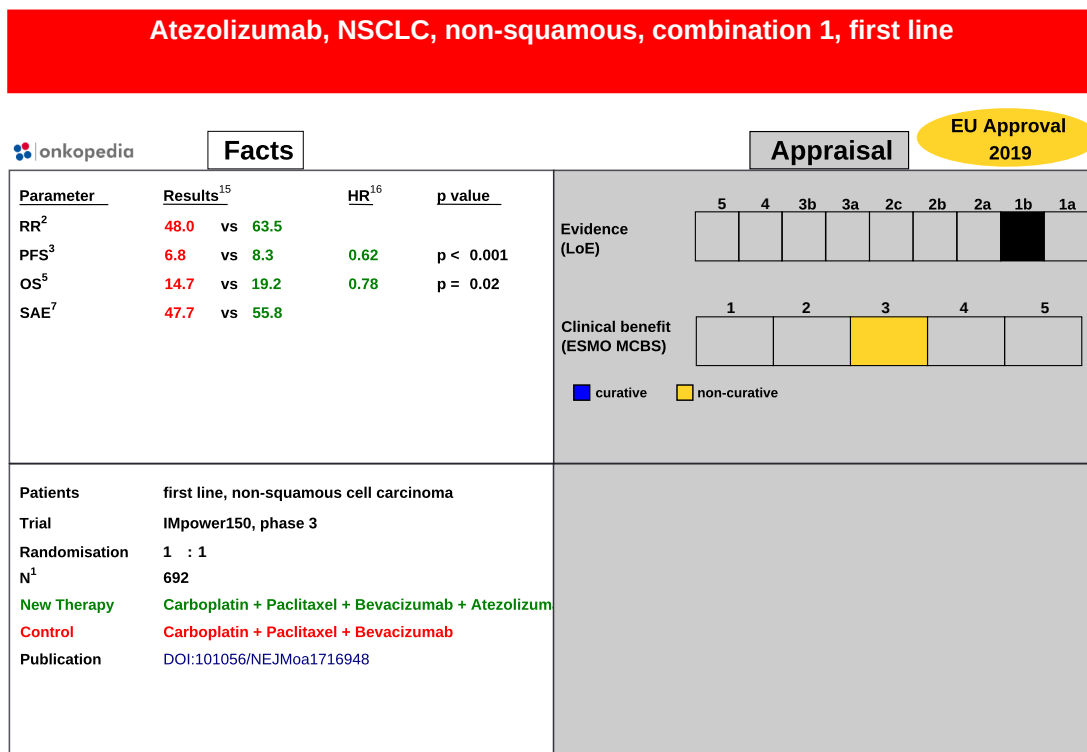 Atezolizumab, NSCLC, non-squamous, combination 1, first line
onkopedia
Facts
Appraisal
EU Approval
2019
Parameter Results15 HR16 p value
RR2 48.0 vs 63.5
PFS3 6.8 vs 8.3 0.62 p < 0.001
OS5 14.7 vs 19.2 0.78 p = 0.02
SAE7 47.7 vs 55.8
5 4 3b 3a 2c 2b 2a 1b 1a
Evidence
(LoE)
1 2 3 4 5
Clinical benefit
(ESMO MCBS)
curative non-curative
Patients first line, non-squamous cell carcinoma
Trial IMpower150, phase 3
Randomisation 1 : 1
N1 692
New Therapy Carboplatin + Paclitaxel + Bevacizumab + Atezolizum
Control Carboplatin + Paclitaxel + Bevacizumab
Publication DOI:101056/NEJMoa1716948